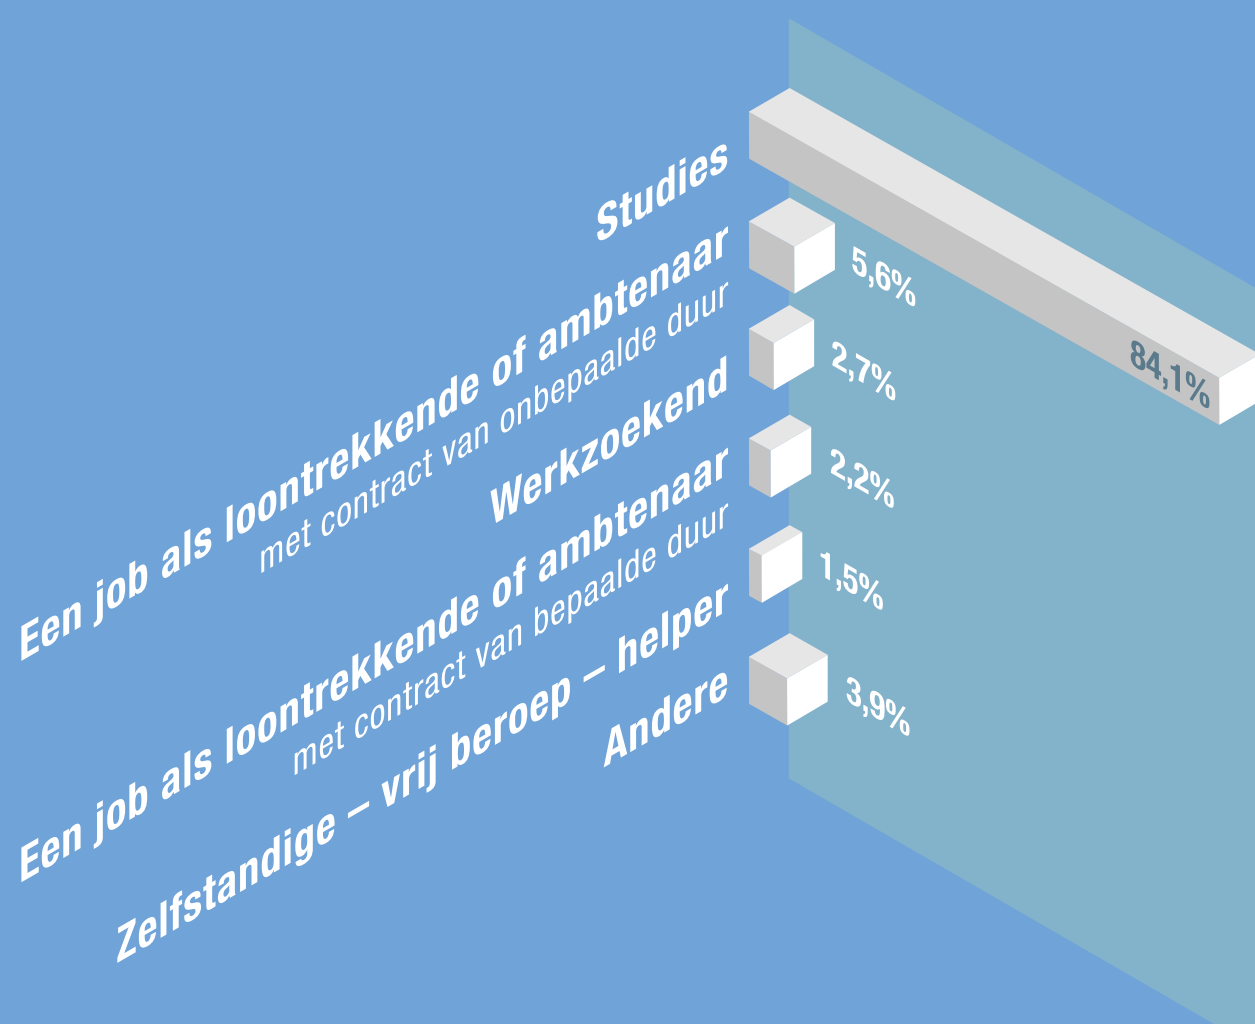 Studies
84,1%
Een job als loontrekkende of ambtenaar
met contract van onbepaalde duur
5,6%
Werkzoekend
2,7%
Een job als loontrekkende of ambtenaar
met contract van bepaalde duur
2,2%
Zelfstandige – vrij beroep – helper
1,5%
Andere
3,9%